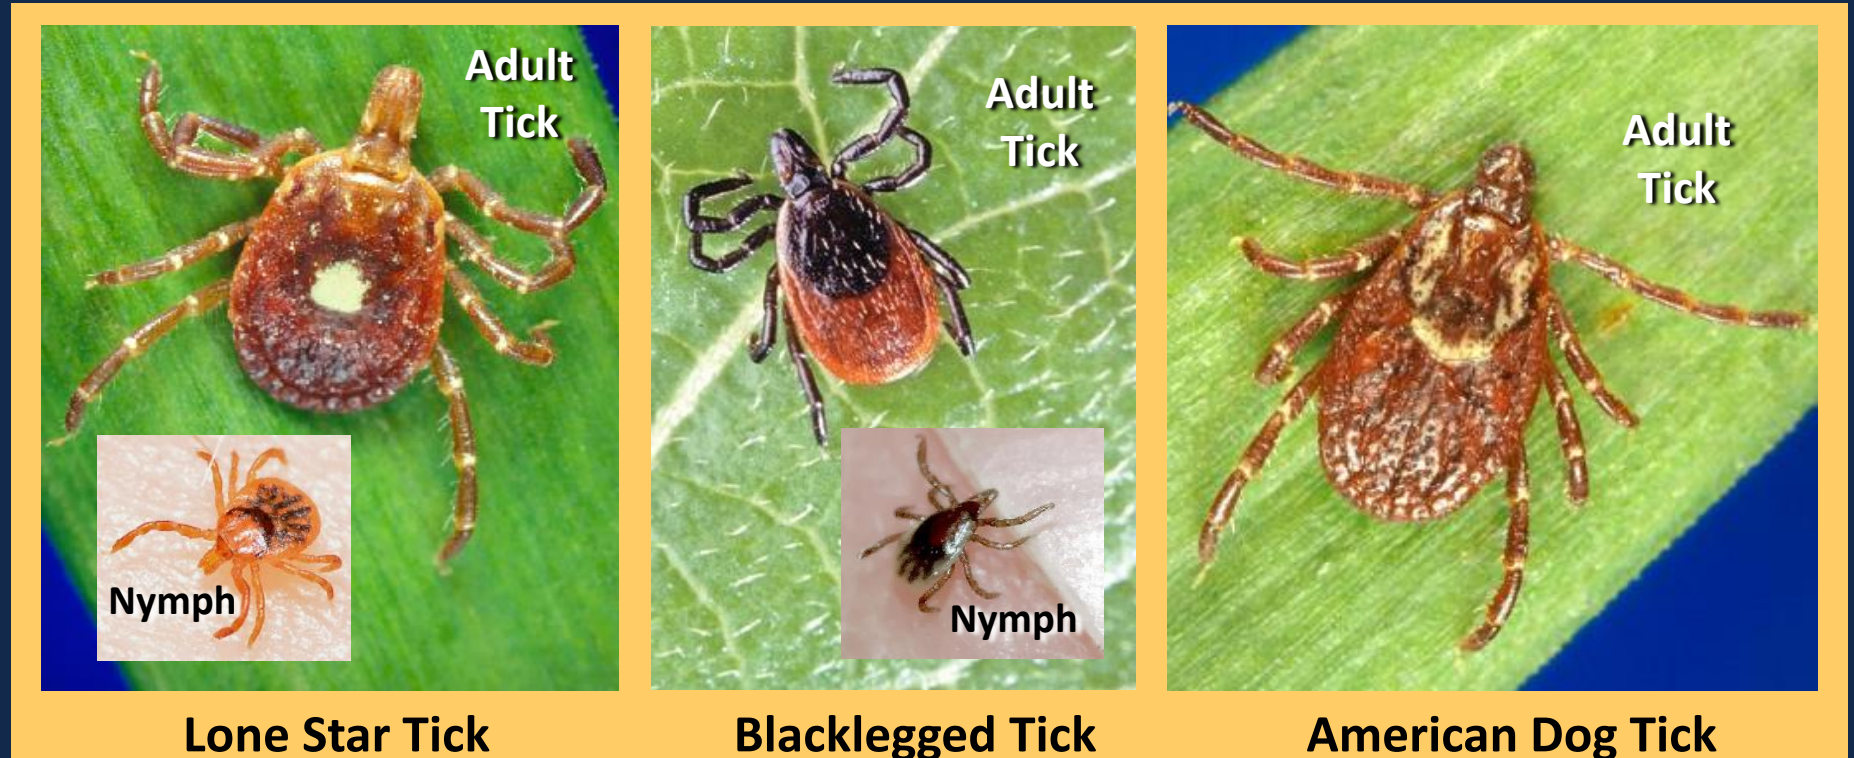 Adult
Tick
Nymph
Lone Star Tick
Adult
Tick
Nymph
Blacklegged Tick
Adult
Tick
American Dog Tick